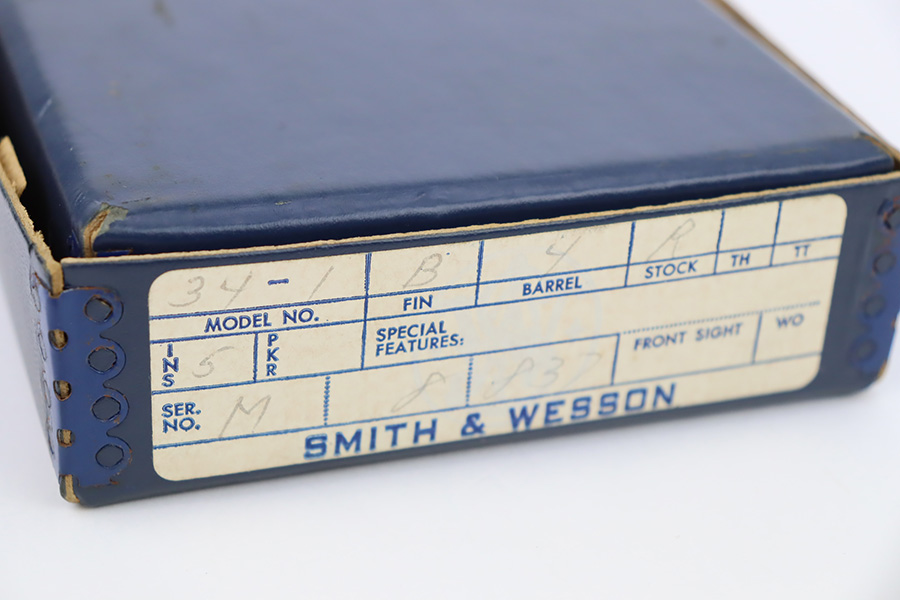 34-1 B 4 R
MODEL NO. FIN BARREL STOCK TH TT
INS 5 PKR SPECIAL FEATURES: FRONT SIGHT WO
SER. NO. M 8 837
SMITH & WESSON